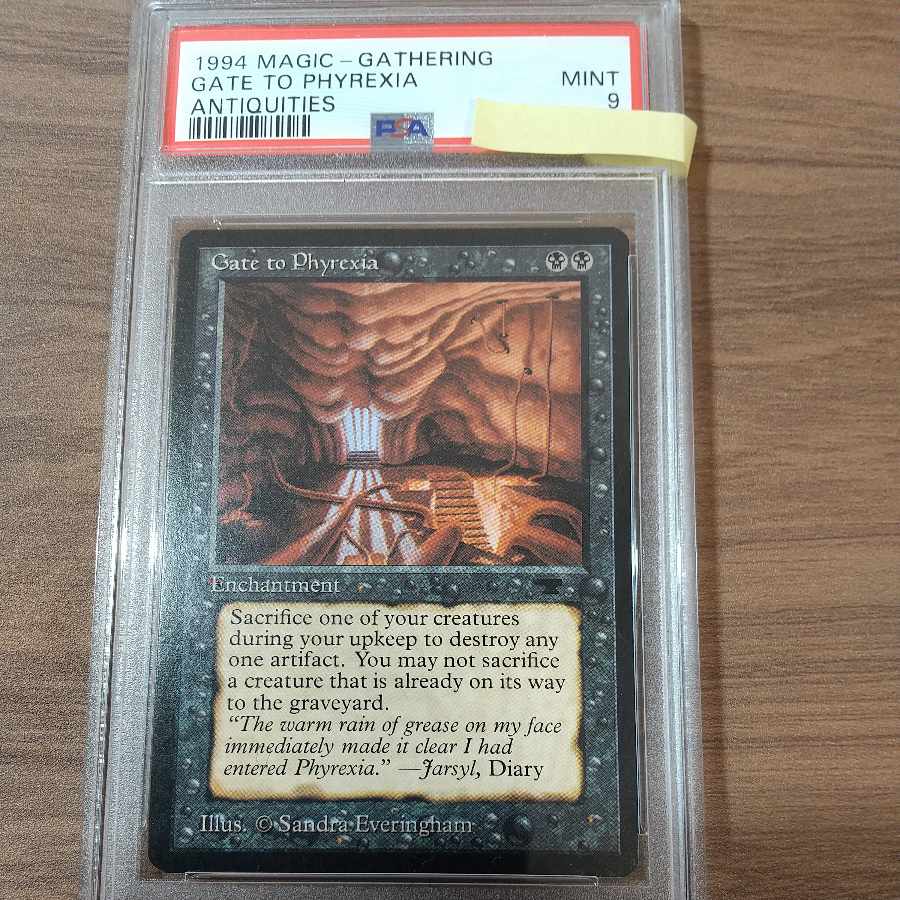 1994 MAGIC - GATHERING
GATE TO PHYREXIA
MINT
ANTIQUITIES
9
PSA
Gate to Phyrexia
Enchantment
Sacrifice one of your creatures
during your upkeep to destroy any
one artifact. You may not sacrifice
a creature that is already on its way
to the graveyard.
“The warm rain of grease on my face
immediately made it clear I had
entered Phyrexia.” —Jarsyl, Diary
Illus. © Sandra Everingham